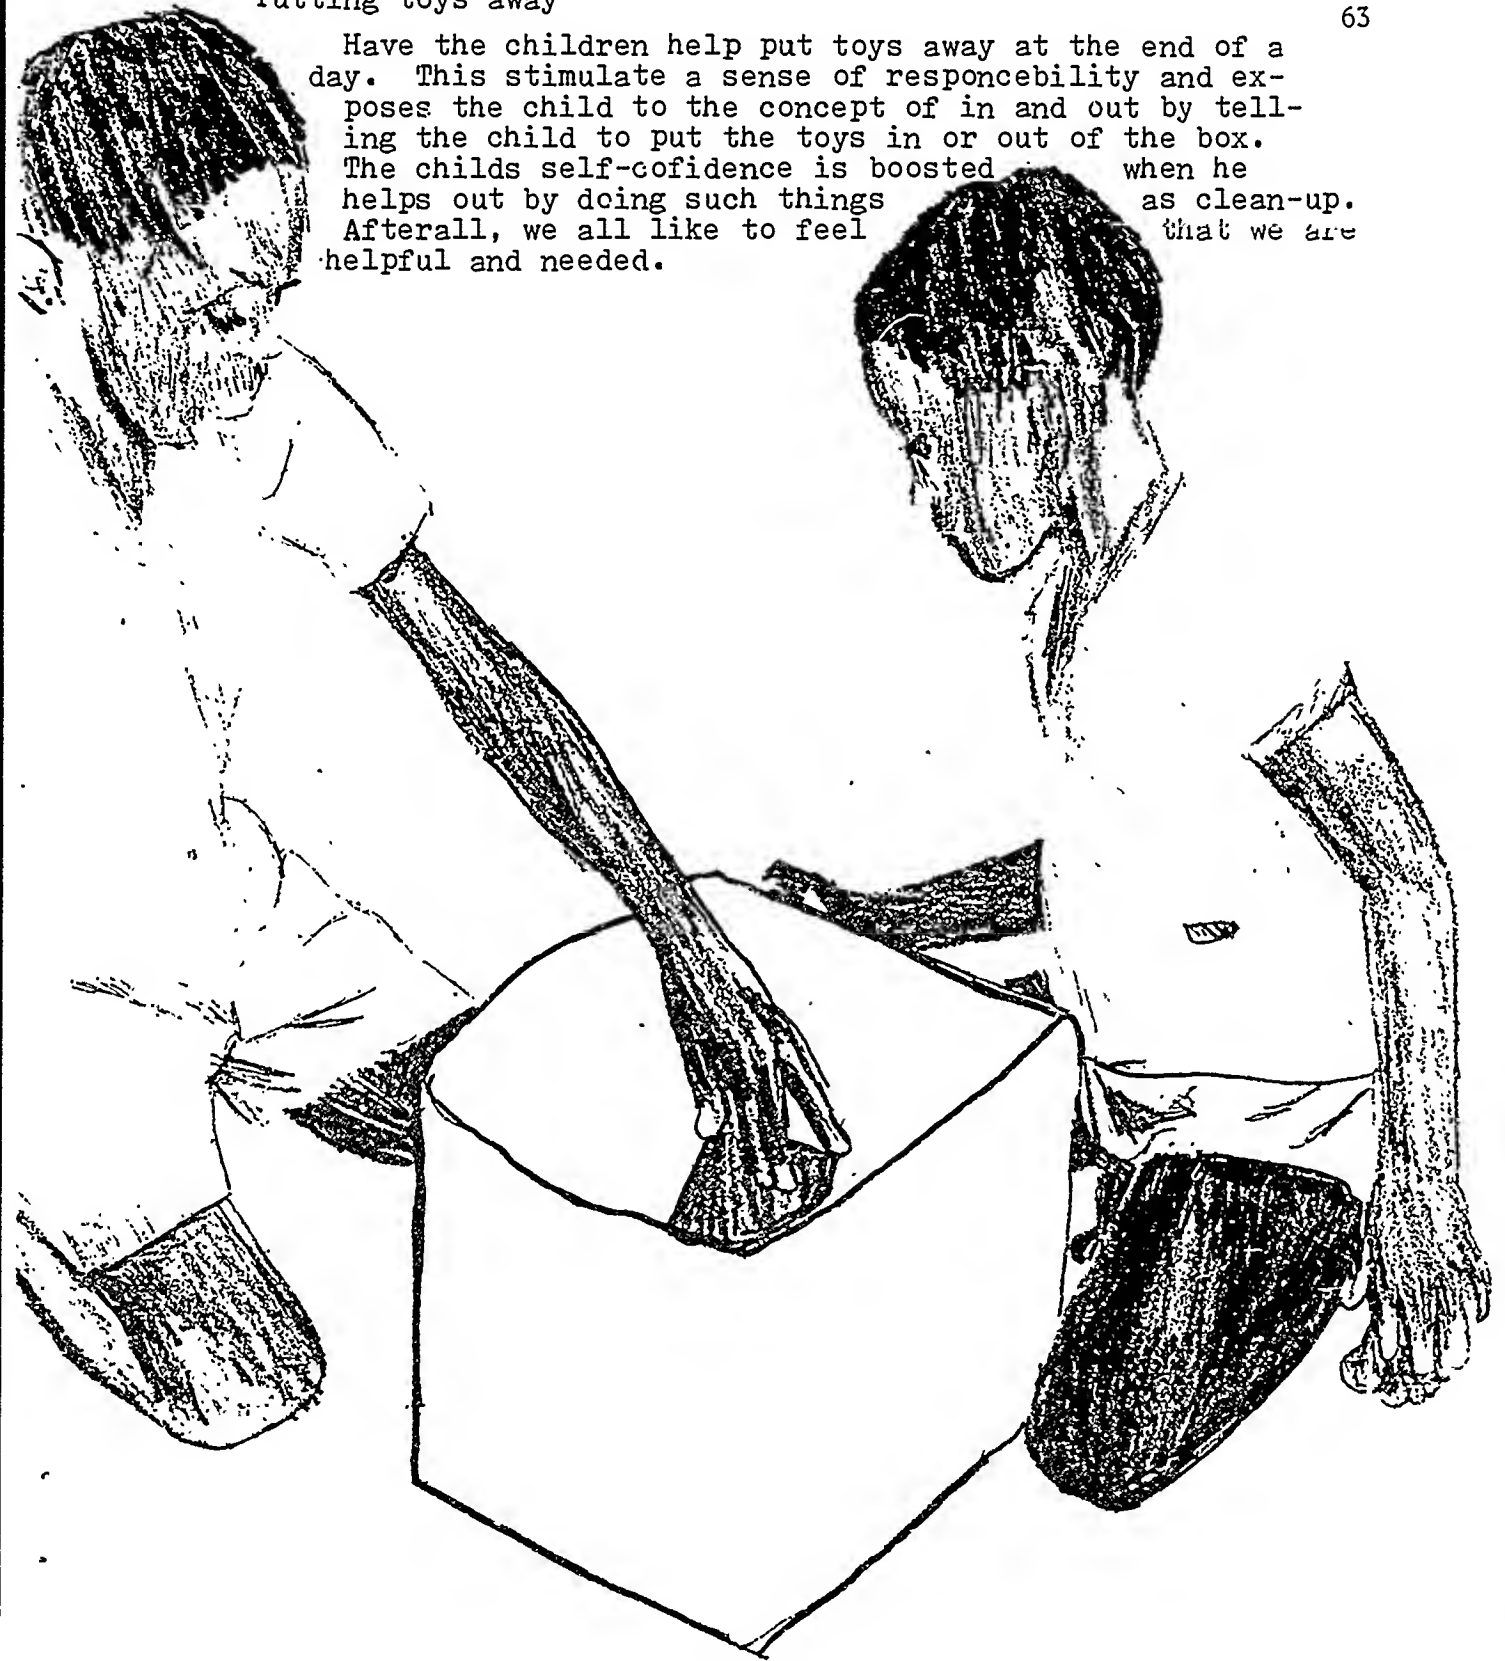 Putting toys away
63
Have the children help put toys away at the end of a
day. This stimulate a sense of responcebility and ex-
poses the child to the concept of in and out by tell-
ing the child to put the toys in or out of the box.
The childs self-cofidence is boosted when he
helps out by doing such things as clean-up.
Afterall, we all like to feel that we are
helpful and needed.